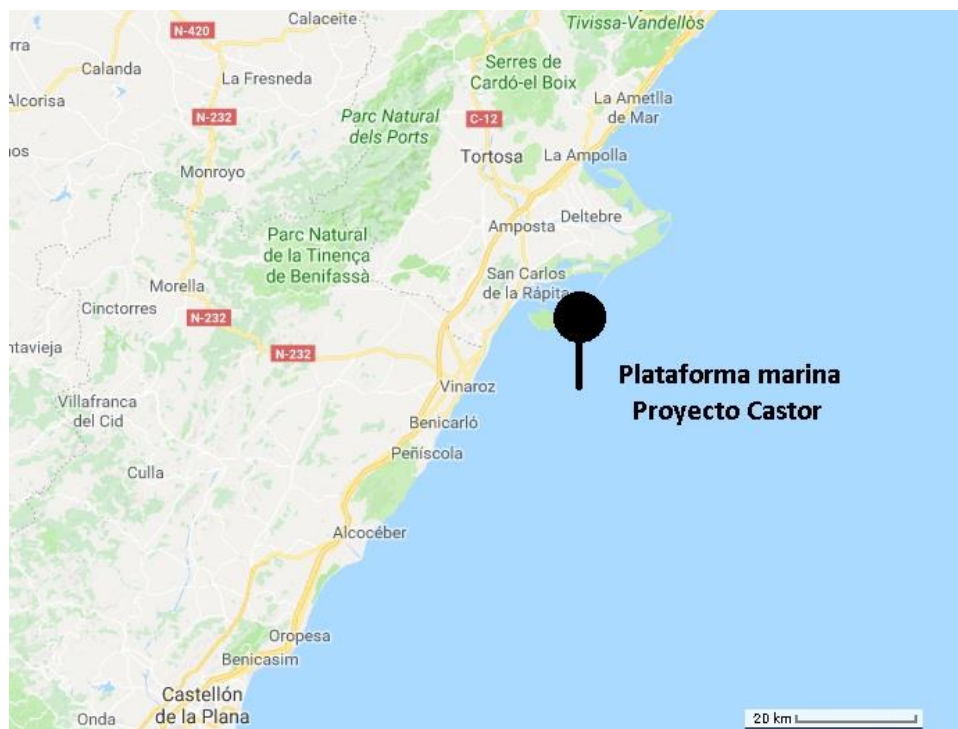 Calaceite
Tivissa-Vandellòs
N-420
rra
Calanda
La Fresneda
Serres de
Cardó-el Boix
Alcorisa
La Ametlla
de Mar
N-232
Parc Natural
dels Ports
C-12
nos
Tortosa
La Ampolla
Monroyo
Deltebre
Amposta
Parc Natural
de la Tinença
de Benifassà
San Carlos
de la Rápita
Morella
Cinctorres
N-232
ntavieja
N-232
Plataforma marina
Proyecto Castor
Vinaroz
Villafranca
del Cid
Benicarló
Peñíscola
Culla
Alcocéber
Oropesa
Benicasim
Castellón
de la Plana
Onda
20 km